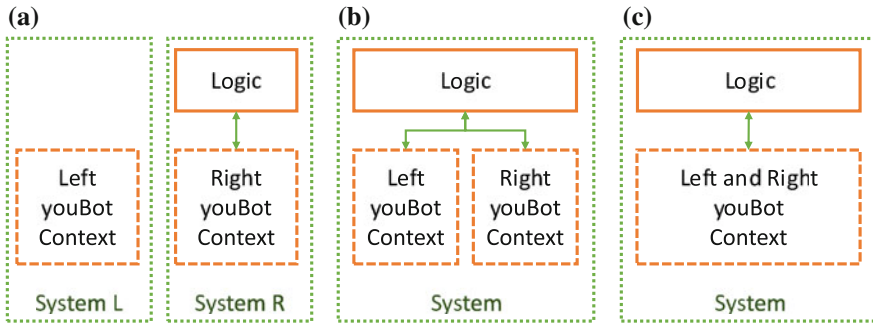 (a)
Logic
Left
youBot
Context
Right
youBot
Context
System L
System R
(b)
Logic
Left
youBot
Context
Right
youBot
Context
System
(c)
Logic
Left and Right
youBot
Context
System